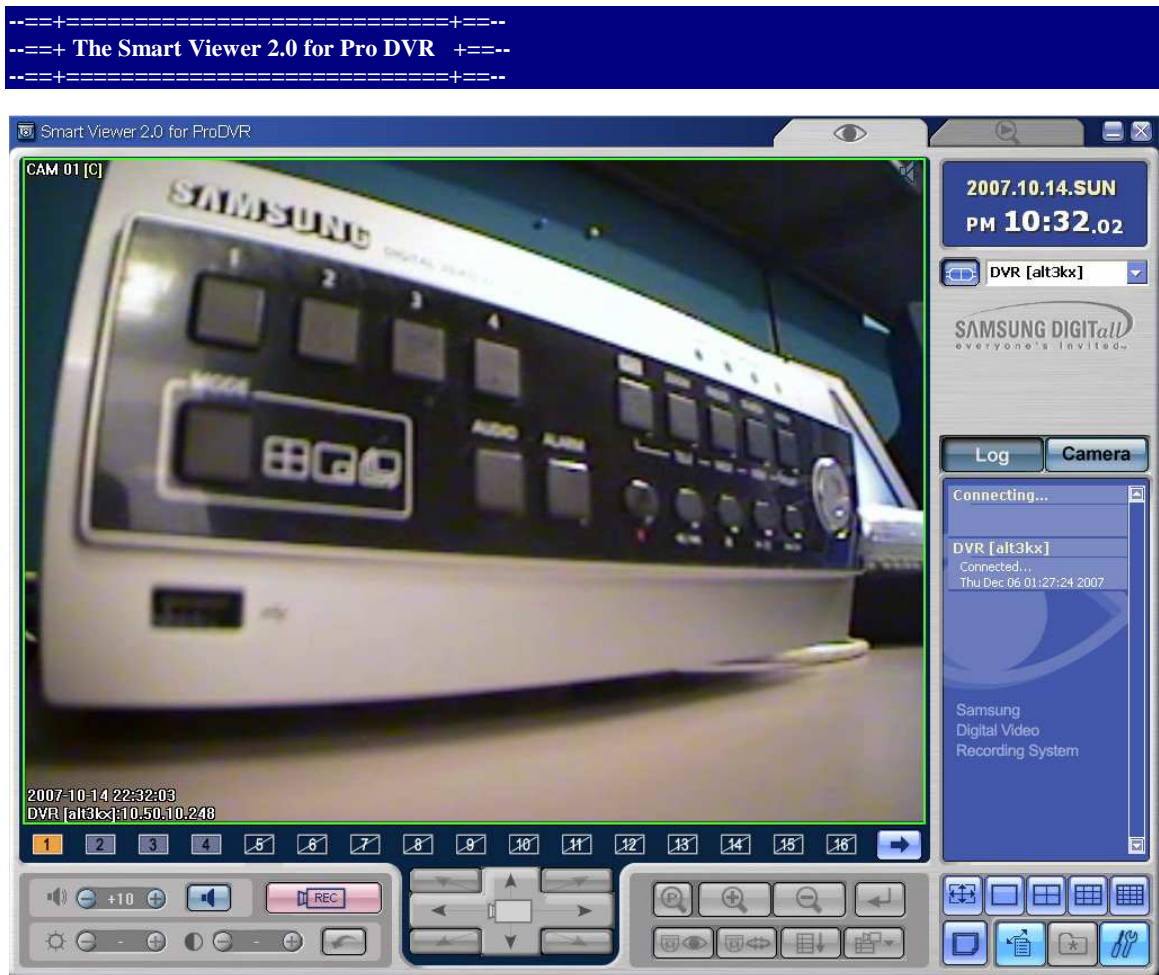 --==+============================+==--
--==+ The Smart Viewer 2.0 for Pro DVR +==--
--==+============================+==--
Smart Viewer 2.0 for ProDVR
CAM 01 [C]
SAMSUNG
DIGITAL
1 2 3 4
MODE
AUDIO ALARM
2007-10-14 22:32:03
DVR [alt3kx]:10.50.10.248
2007.10.14.SUN
PM 10:32.02
DVR [alt3kx]
SAMSUNG DIGITall
everyone's invited™
Log Camera
Connecting...
DVR [alt3kx]
Connected...
Thu Dec 06 01:27:24 2007
Samsung
Digital Video
Recording System
1 2 3 4 5 6 7 8 9 10 11 12 13 14 15 16
+10 REC
- -
P